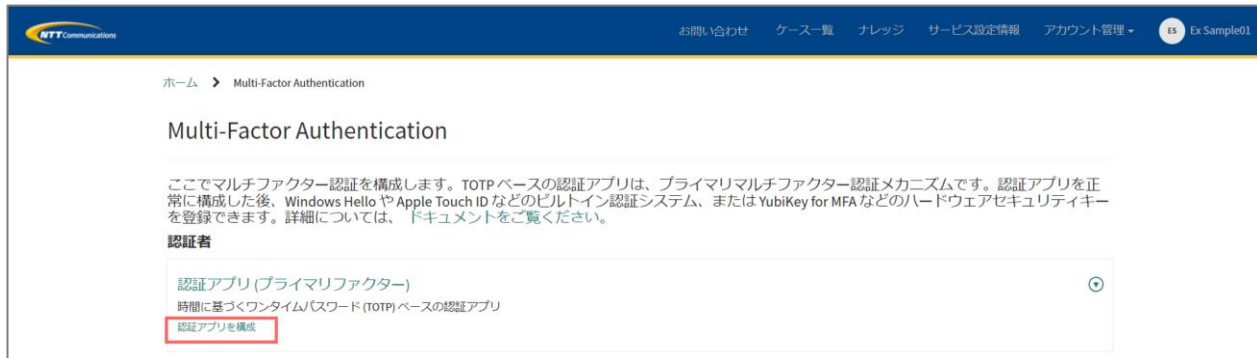 NTT Communications
お問い合わせ ケース一覧 ナレッジ サービス設定情報 アカウント管理 ES Ex Sample01
ホーム > Multi-Factor Authentication
Multi-Factor Authentication
ここでマルチファクター認証を構成します。TOTP ベースの認証アプリは、プライマリマルチファクター認証メカニズムです。認証アプリを正
常に構成した後、Windows Hello や Apple Touch ID などのビルトイン認証システム、または YubiKey for MFA などのハードウェアセキュリティキー
を登録できます。詳細については、 ドキュメントをご覧ください。
認証者
認証アプリ (プライマリファクター)
時間に基づくワンタイムパスワード (TOTP) ベースの認証アプリ
認証アプリを構成